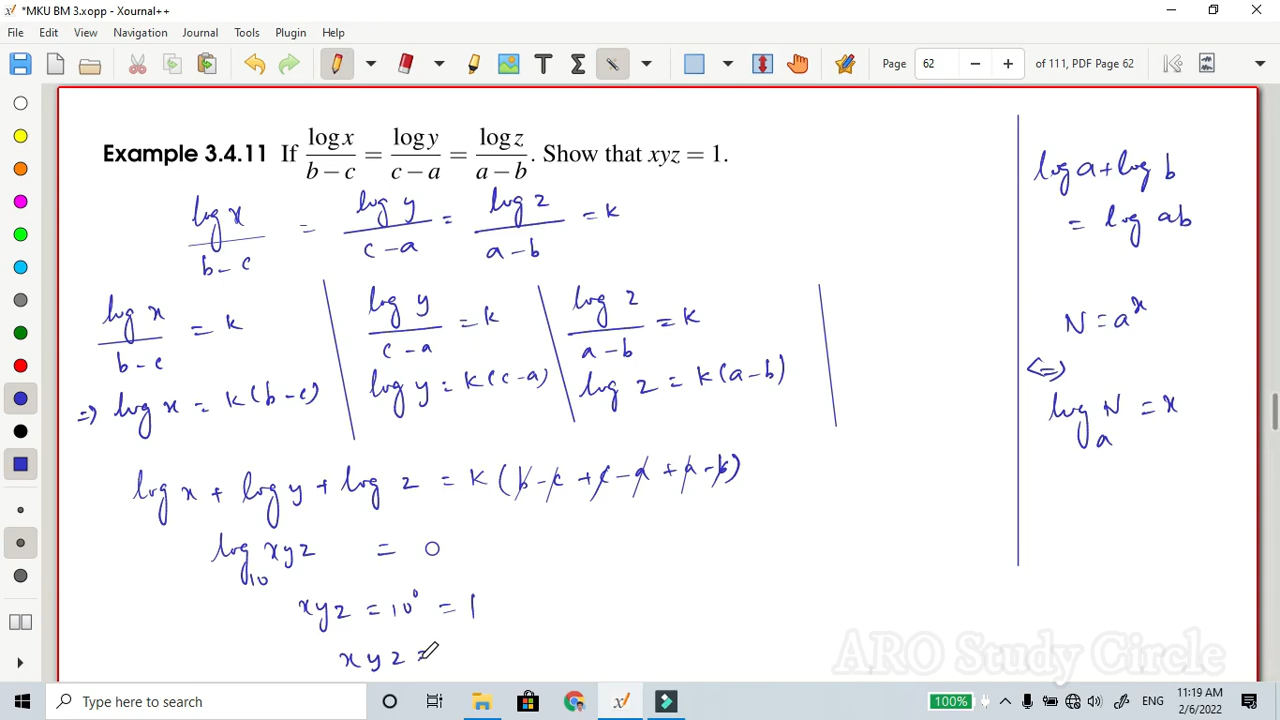 *MKU BM 3.xopp - Xournal++
File Edit View Navigation Journal Tools Plugin Help
Page 62 of 111, PDF Page 62
Example 3.4.11 If log x / (b − c) = log y / (c − a) = log z / (a − b). Show that xyz = 1.
log x / (b − c) = log y / (c − a) = log z / (a − b) = k
log x / (b − c) = k
log y / (c − a) = k
log z / (a − b) = k
=> log x = k(b − c)
log y = k(c − a)
log z = k(a − b)
log x + log y + log z = k(b − c + c − a + a − b)
log₁₀ xyz = 0
xyz = 10⁰ = 1
xyz =
log a + log b
= log ab
N = aˣ
<=>
logₐ N = x
ARO Study Circle
Type here to search
100%
ENG
11:19 AM
2/6/2022